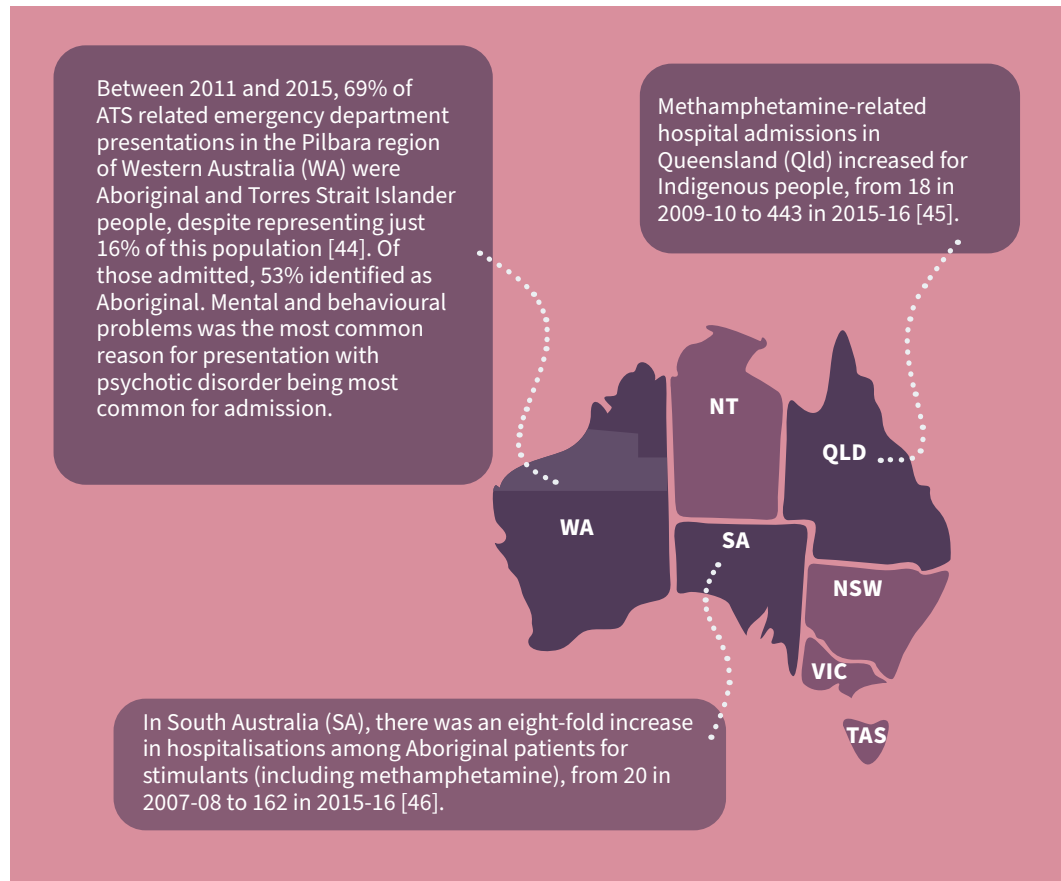 Between 2011 and 2015, 69% of
ATS related emergency department
presentations in the Pilbara region
of Western Australia (WA) were
Aboriginal and Torres Strait Islander
people, despite representing just
16% of this population [44]. Of
those admitted, 53% identified as
Aboriginal. Mental and behavioural
problems was the most common
reason for presentation with
psychotic disorder being most
common for admission.
Methamphetamine-related
hospital admissions in
Queensland (Qld) increased for
Indigenous people, from 18 in
2009-10 to 443 in 2015-16 [45].
NT
QLD
WA
SA
NSW
VIC
TAS
In South Australia (SA), there was an eight-fold increase
in hospitalisations among Aboriginal patients for
stimulants (including methamphetamine), from 20 in
2007-08 to 162 in 2015-16 [46].